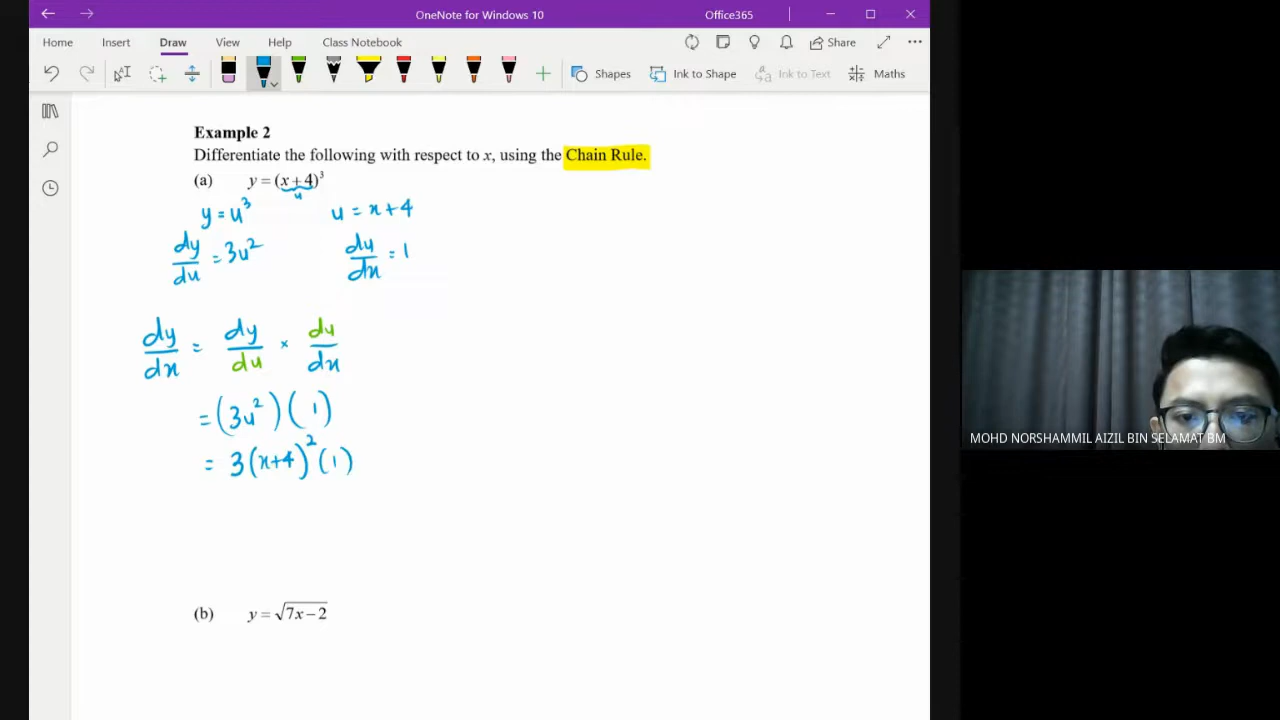 OneNote for Windows 10
Office365
Home Insert Draw View Help Class Notebook
Share
Shapes Ink to Shape Ink to Text Maths
Example 2
Differentiate the following with respect to x, using the Chain Rule.
(a) y = (x + 4)³
u
y = u³ u = x + 4
dy/du = 3u² du/dx = 1
dy/dx = dy/du × du/dx
= (3u²)(1)
= 3(x+4)²(1)
(b) y = √(7x − 2)
MOHD NORSHAMMIL AIZIL BIN SELAMAT BM